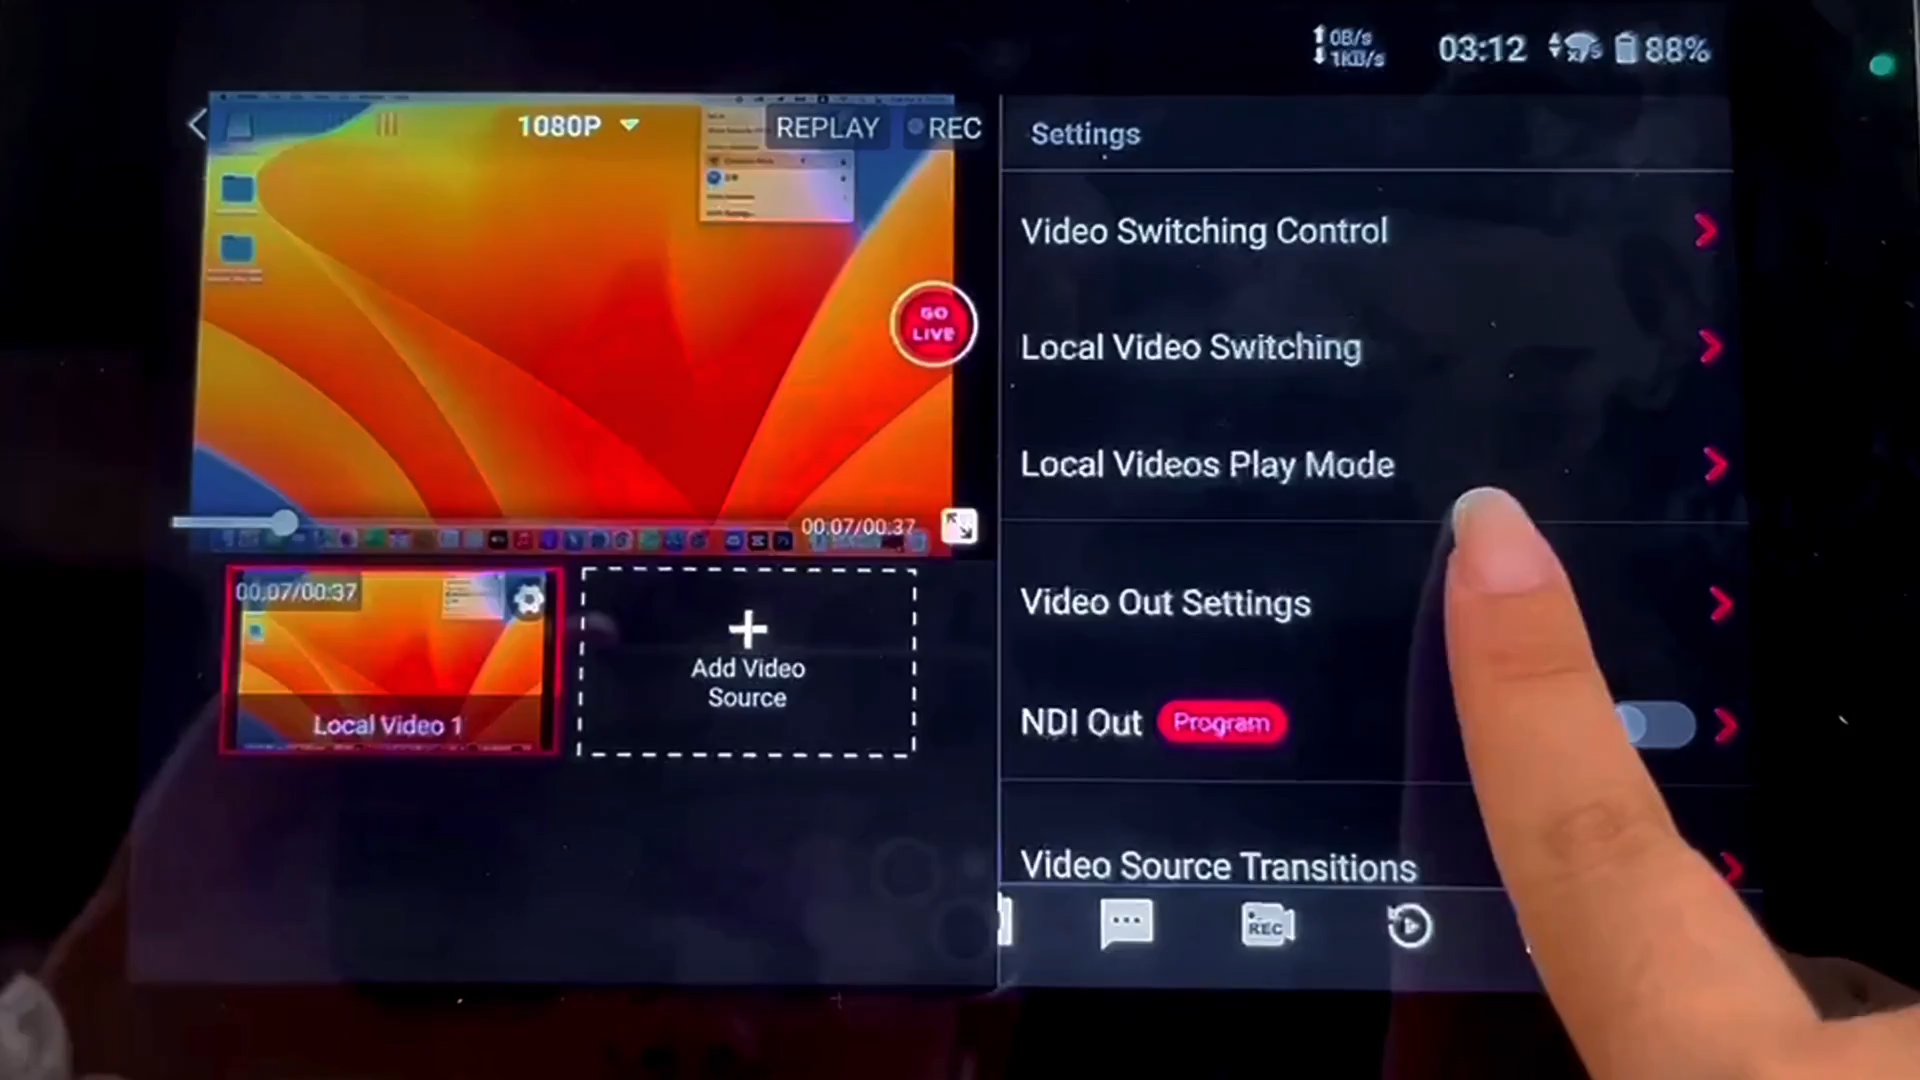 0B/s
1KB/s
03:12
88%
1080P
REPLAY
REC
GO
LIVE
00:07/00:37
00:07/00:37
Local Video 1
Add Video
Source
Settings
Video Switching Control
Local Video Switching
Local Videos Play Mode
Video Out Settings
NDI Out
Program
Video Source Transitions
REC